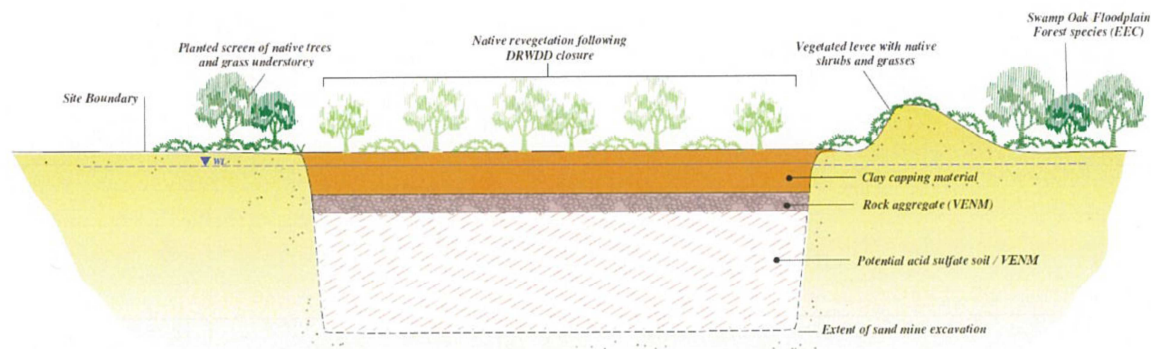 Planted screen of native trees
and grass understorey
Site Boundary
Native revegetation following
DRWDD closure
Vegetated levee with native
shrubs and grasses
Swamp Oak Floodplain
Forest species (EEC)
WL
Clay capping material
Rock aggregate (VENM)
Potential acid sulfate soil / VENM
Extent of sand mine excavation